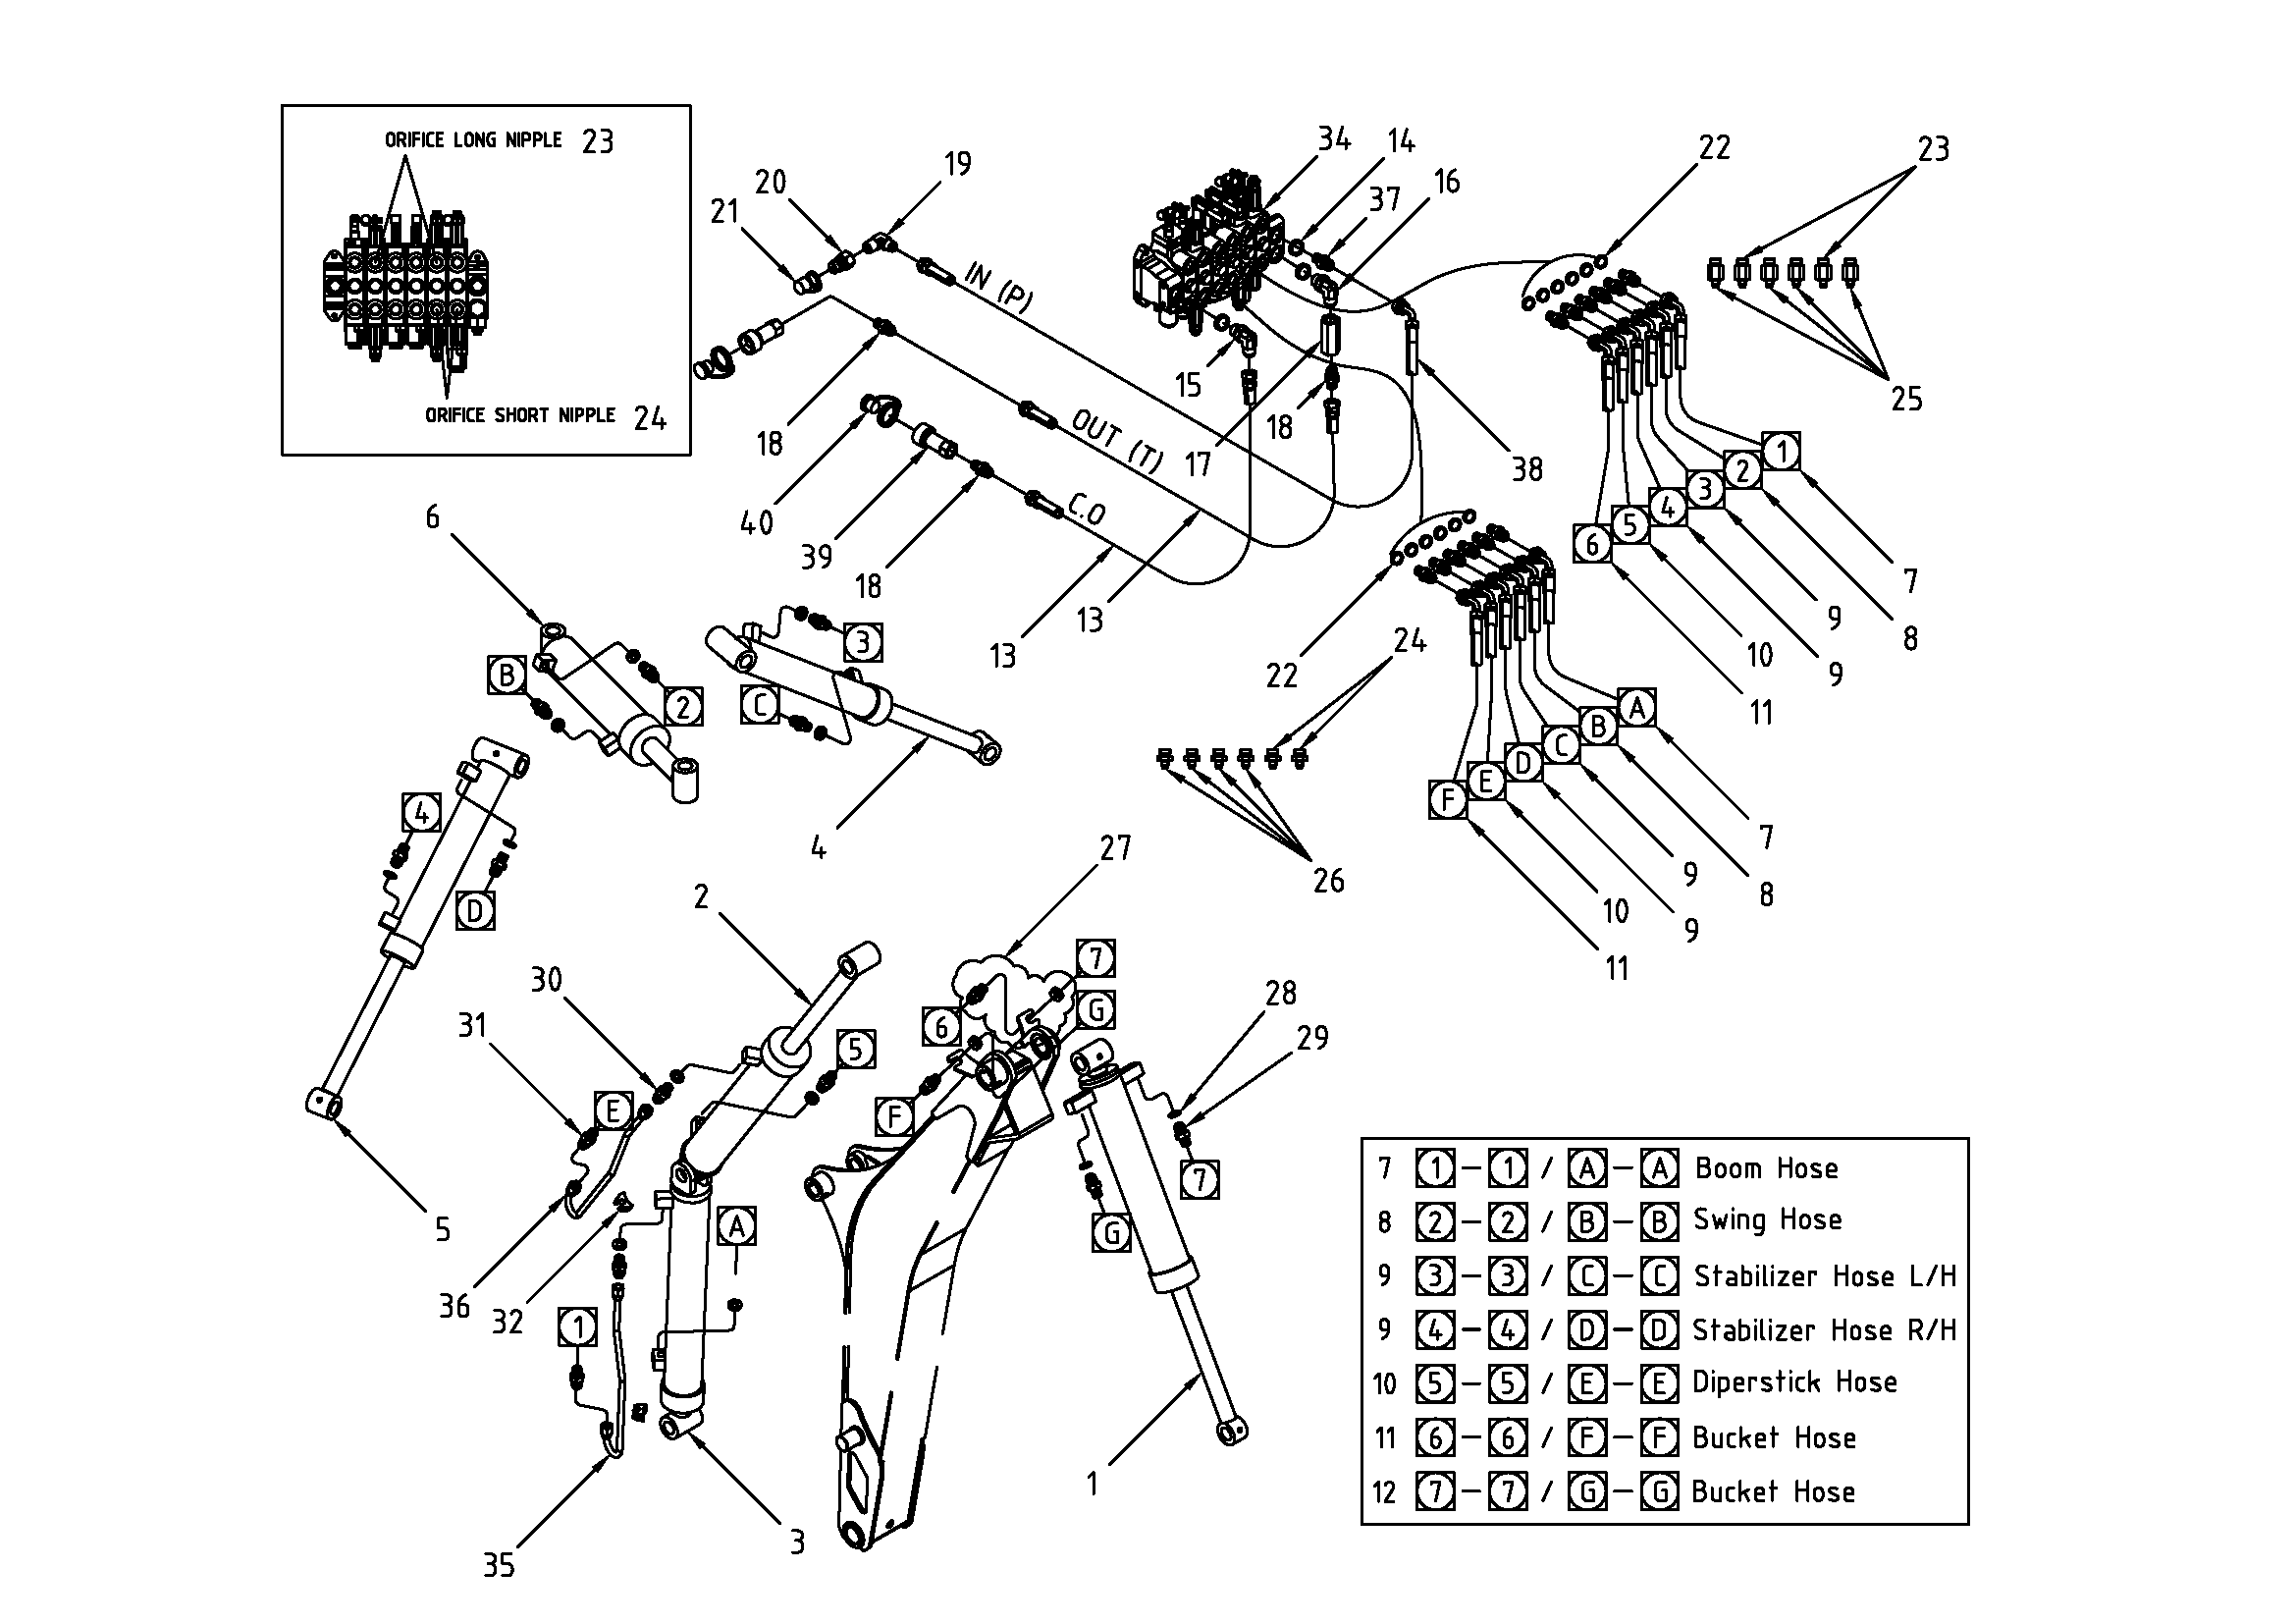 ORIFICE LONG NIPPLE 23
ORIFICE SHORT NIPPLE 24
34 14 22 23
19 20 21 37 16
IN (P)
OUT (T)
C.O
18 40 39 18 15 18 17 38 25
13 13
1 2 3 4 5 6
7 8 9 9 10 11
22 24 26
A B C D E F
7 8 9 9 10 11
6 B 2 3 C 4
4 D 5
2 27 7 G 6 F
28 29 7 G 1
30 31 E 5 36 32 A 1 35 3
7 1 – 1 / A – A Boom Hose
8 2 – 2 / B – B Swing Hose
9 3 – 3 / C – C Stabilizer Hose L/H
9 4 – 4 / D – D Stabilizer Hose R/H
10 5 – 5 / E – E Diperstick Hose
11 6 – 6 / F – F Bucket Hose
12 7 – 7 / G – G Bucket Hose